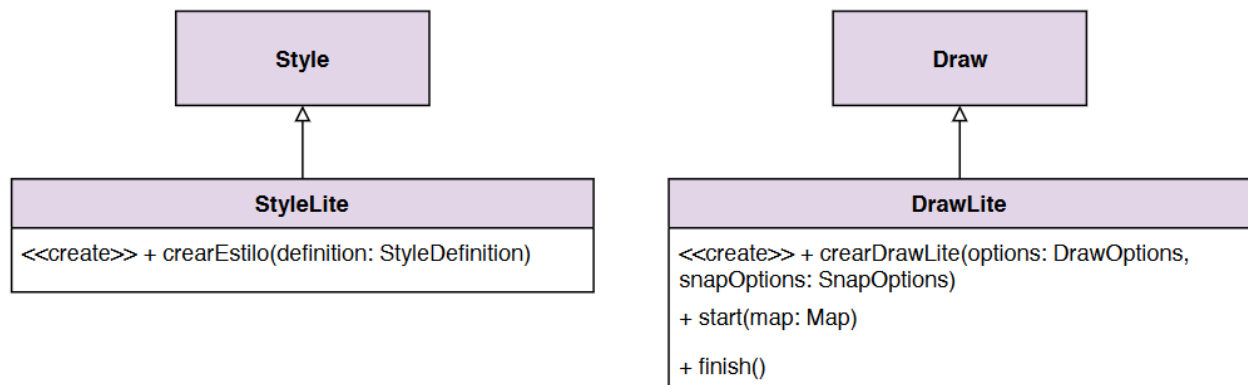 Style
Draw
StyleLite
<<create>> + crearEstilo(definition: StyleDefinition)
DrawLite
<<create>> + crearDrawLite(options: DrawOptions,
snapOptions: SnapOptions)
+ start(map: Map)
+ finish()